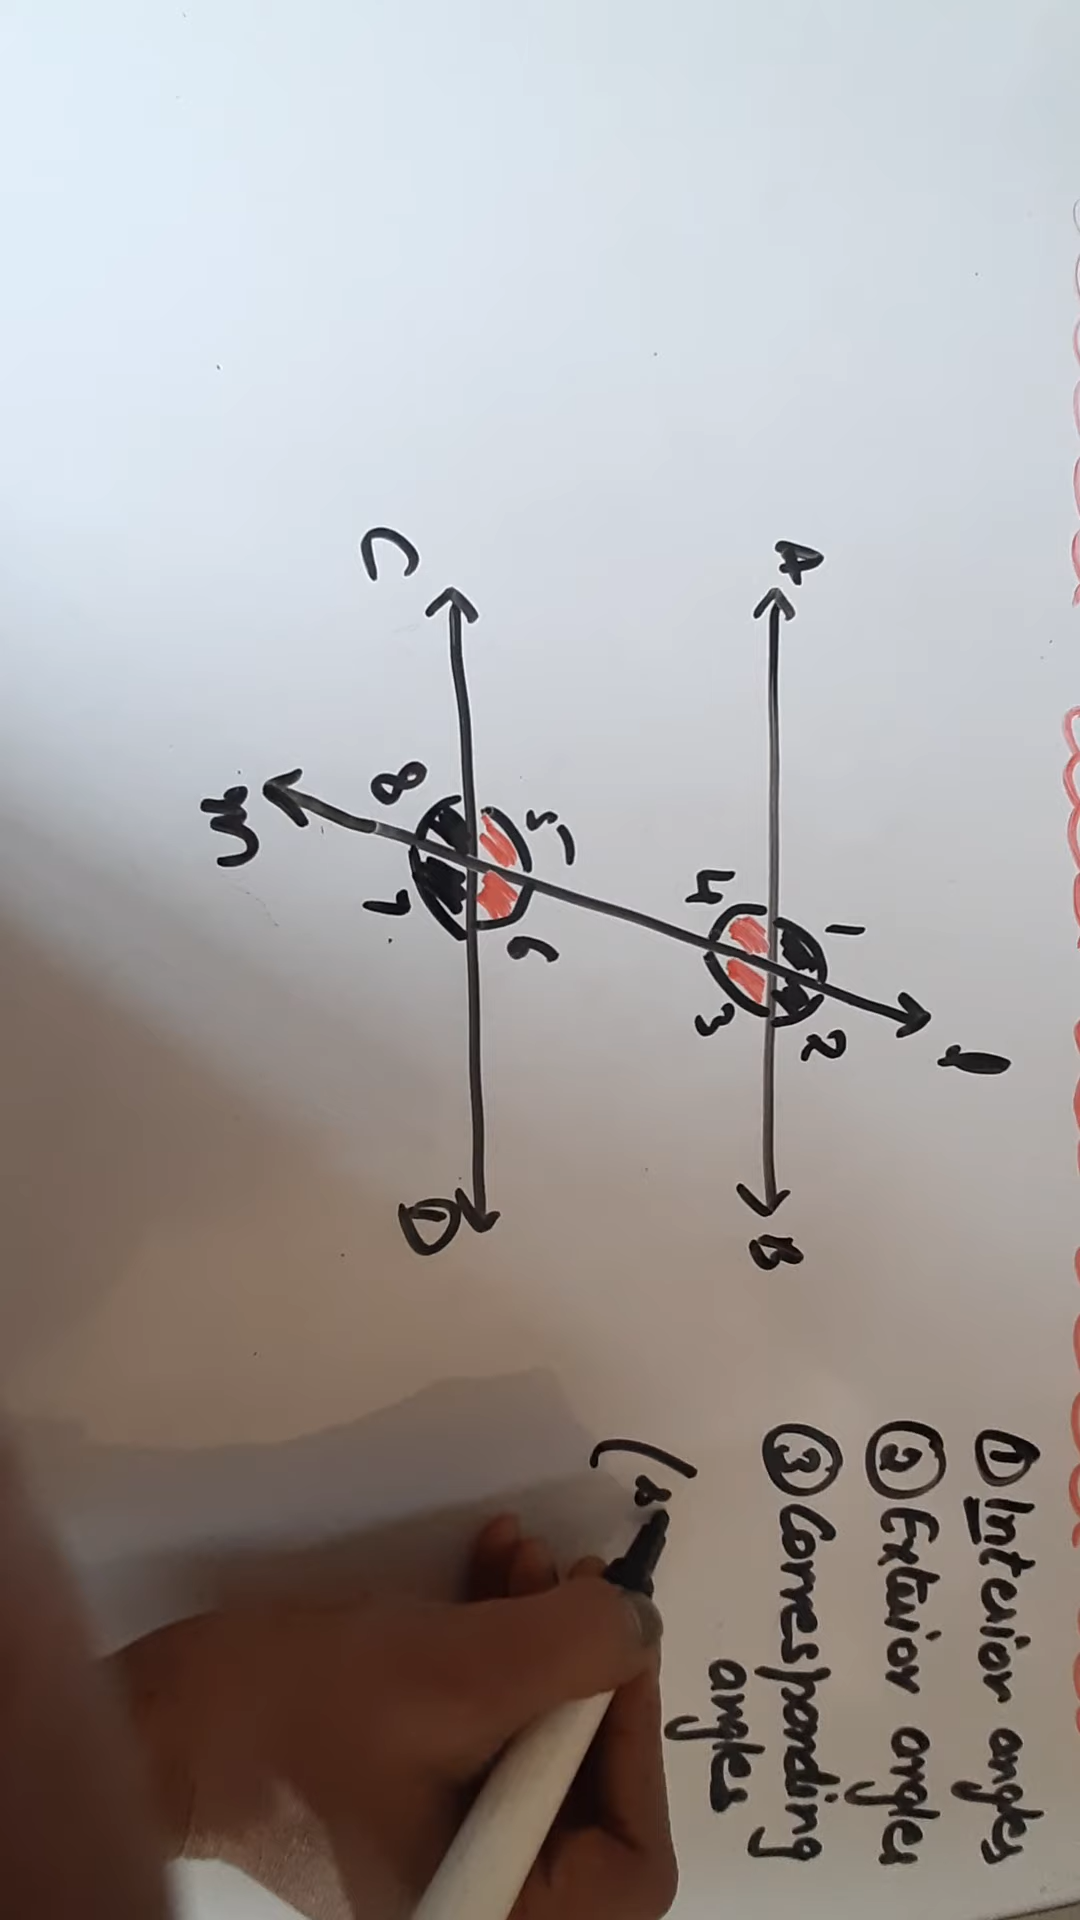 ① Interior angles
② Exterior angles
③ Corresponding
angles
(s
l
1
2
A
B
4
3
5
6
C
D
8
7
m